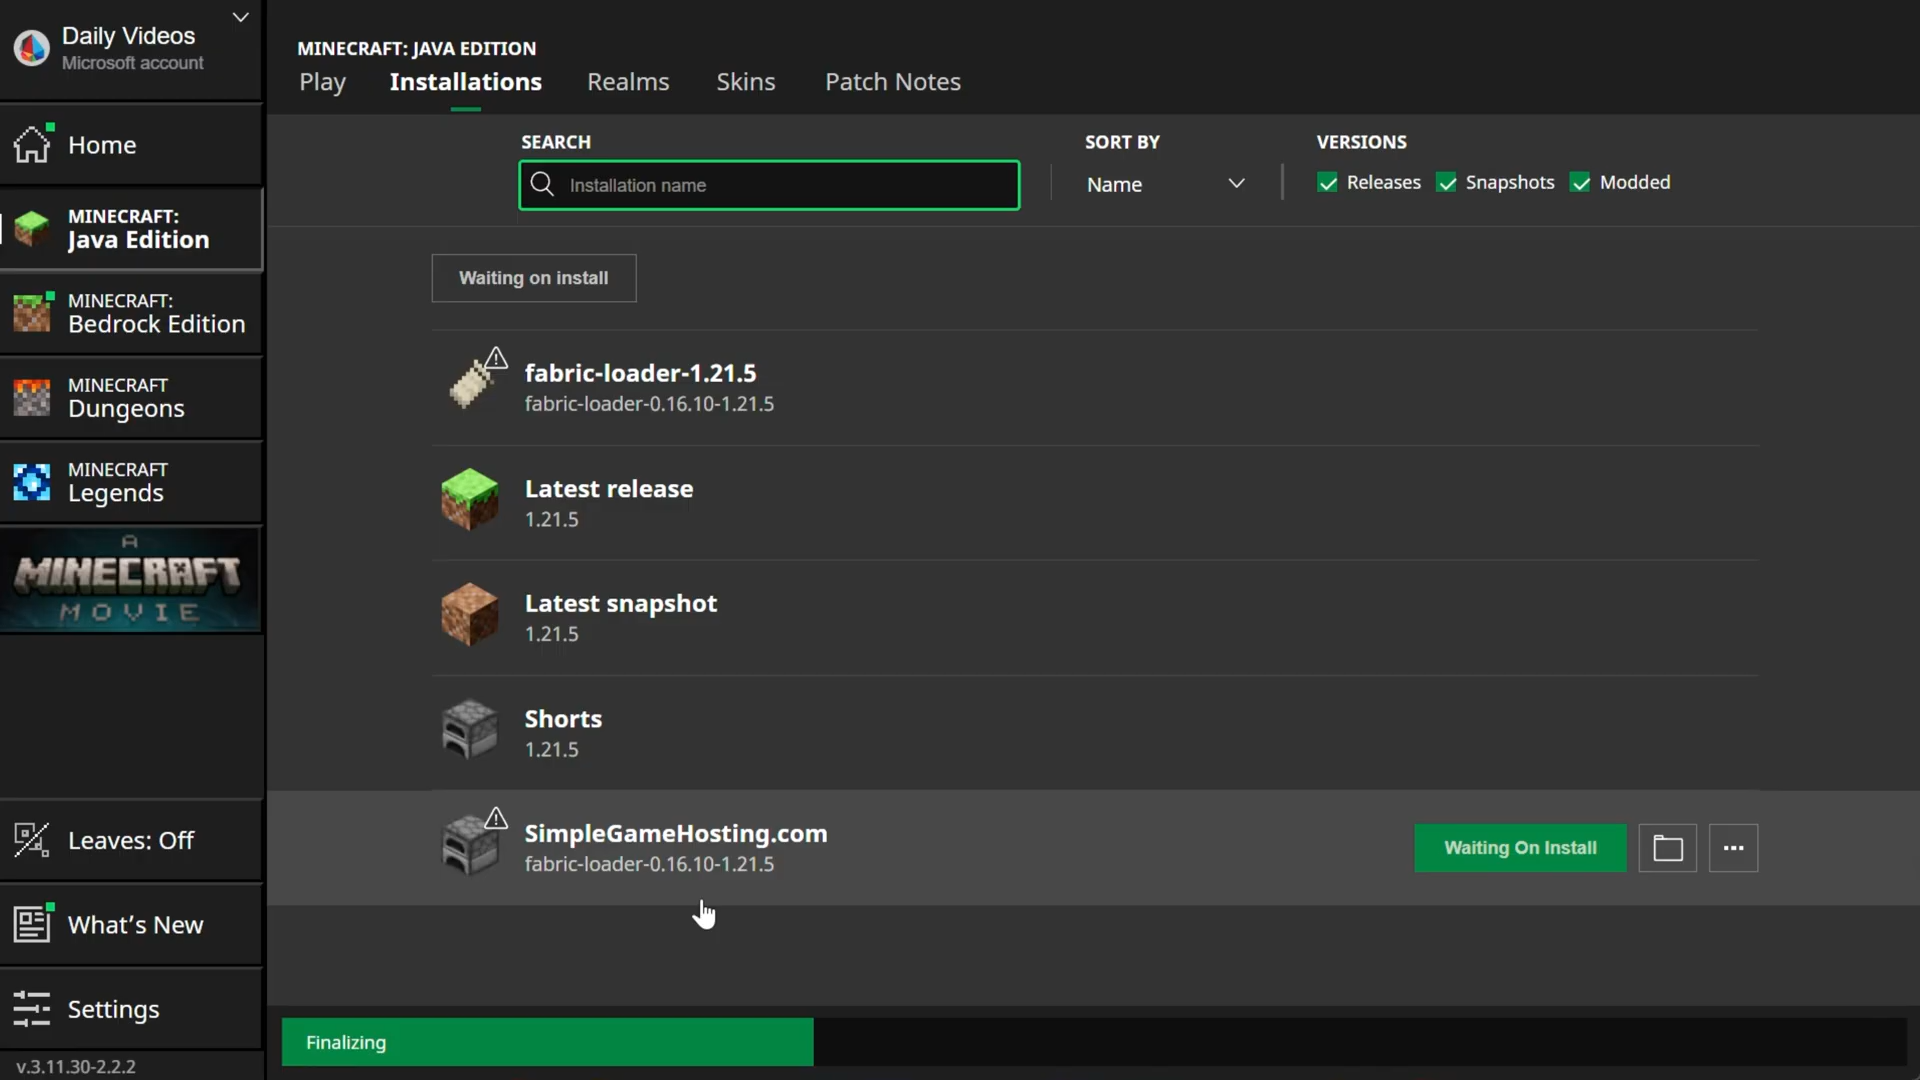 Daily Videos
Microsoft account
Home
MINECRAFT:
Java Edition
MINECRAFT:
Bedrock Edition
MINECRAFT
Dungeons
MINECRAFT
Legends
A
MINECRAFT
MOVIE
Leaves: Off
What's New
Settings
v.3.11.30-2.2.2
MINECRAFT: JAVA EDITION
Play Installations Realms Skins Patch Notes
SEARCH SORT BY VERSIONS
Installation name Name Releases Snapshots Modded
Waiting on install
fabric-loader-1.21.5
fabric-loader-0.16.10-1.21.5
Latest release
1.21.5
Latest snapshot
1.21.5
Shorts
1.21.5
SimpleGameHosting.com
fabric-loader-0.16.10-1.21.5
Waiting On Install
Finalizing